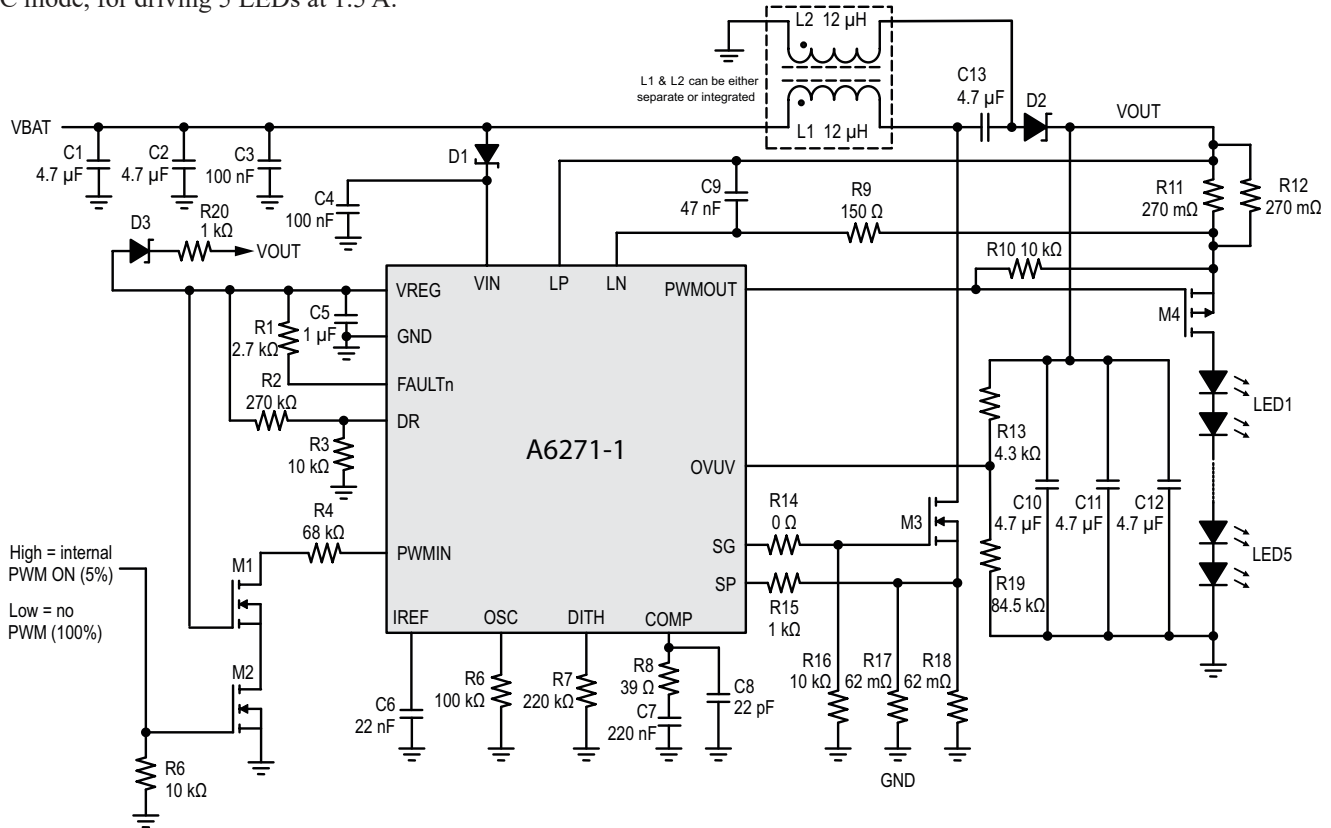 C mode, for driving 5 LEDs at 1.5 A.
L2 12 µH
L1 & L2 can be either
separate or integrated
L1 12 µH
C13
4.7 µF
D2
VOUT
VBAT
C1
4.7 µF
C2
4.7 µF
C3
100 nF
D1
C4
100 nF
C9
47 nF
R9
150 Ω
R11
270 mΩ
R12
270 mΩ
D3
R20
1 kΩ
VOUT
R10 10 kΩ
VREG
VIN
LP
LN
PWMOUT
C5
1 µF
GND
R1
2.7 kΩ
FAULTn
M4
R2
270 kΩ
DR
LED1
R3
10 kΩ
A6271-1
OVUV
R13
4.3 kΩ
R4
68 kΩ
PWMIN
R14
0 Ω
SG
M3
C10
4.7 µF
C11
4.7 µF
C12
4.7 µF
LED5
High = internal
PWM ON (5%)
Low = no
PWM (100%)
M1
SP
R15
1 kΩ
R19
84.5 kΩ
IREF
OSC
DITH
COMP
M2
C6
22 nF
R6
100 kΩ
R7
220 kΩ
R8
39 Ω
C7
220 nF
C8
22 pF
R16
10 kΩ
R17
62 mΩ
R18
62 mΩ
R6
10 kΩ
GND